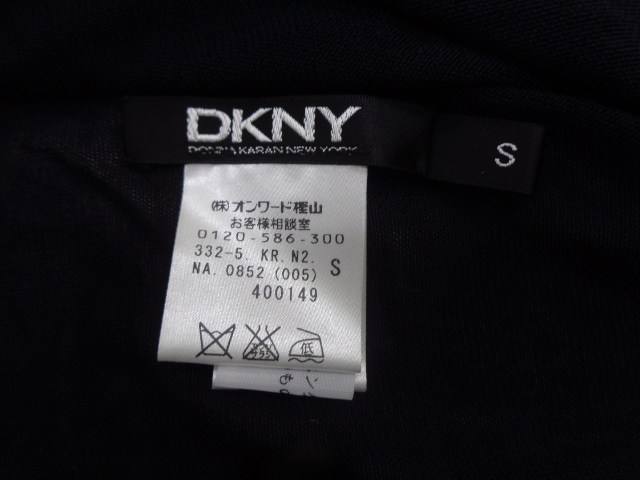 DKNY
DONNA KARAN NEW YORK
S
(株)オンワード樫山
お客様相談室
0120-586-300
332-5. KR. N2. S
NA. 0852 (005)
400149
低